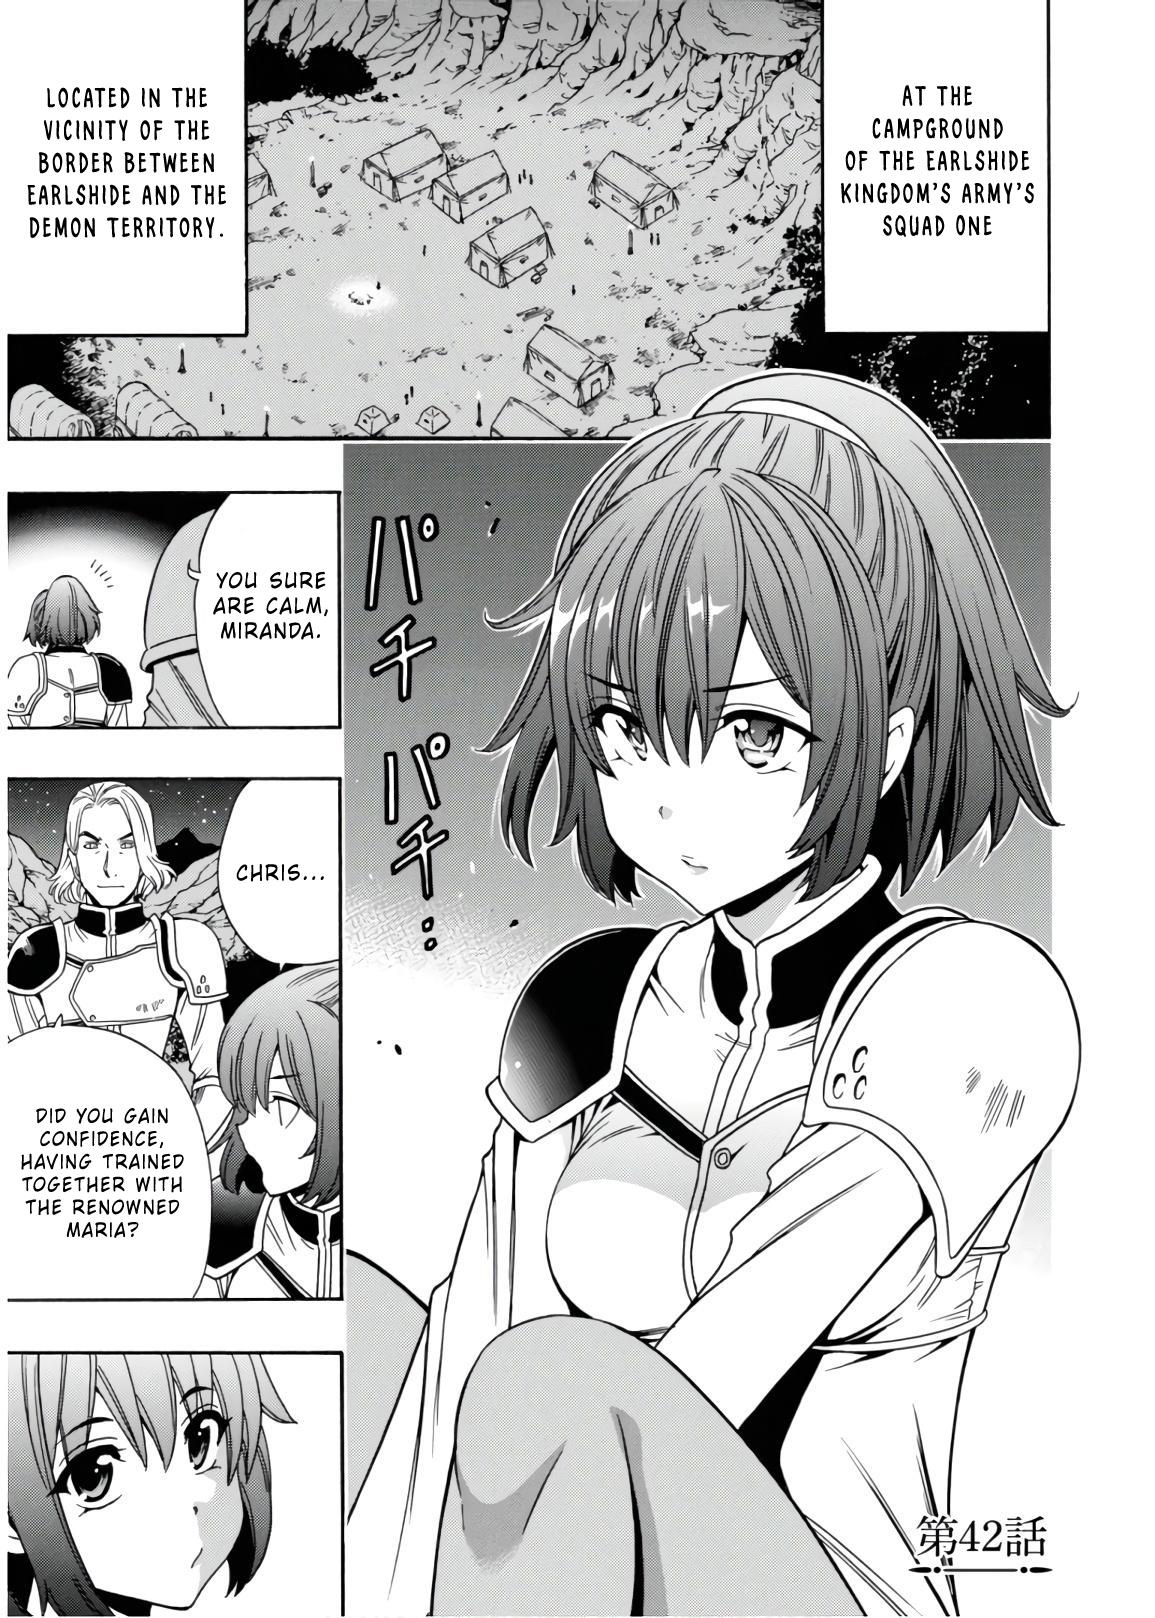 AT THE
CAMPGROUND
OF THE EARLSHIDE
KINGDOM'S ARMY'S
SQUAD ONE
LOCATED IN THE
VICINITY OF THE
BORDER BETWEEN
EARLSHIDE AND THE
DEMON TERRITORY.
パチ
パチ…
YOU SURE
ARE CALM,
MIRANDA.
CHRIS...
DID YOU GAIN
CONFIDENCE,
HAVING TRAINED
TOGETHER WITH
THE RENOWNED
MARIA?
第42話